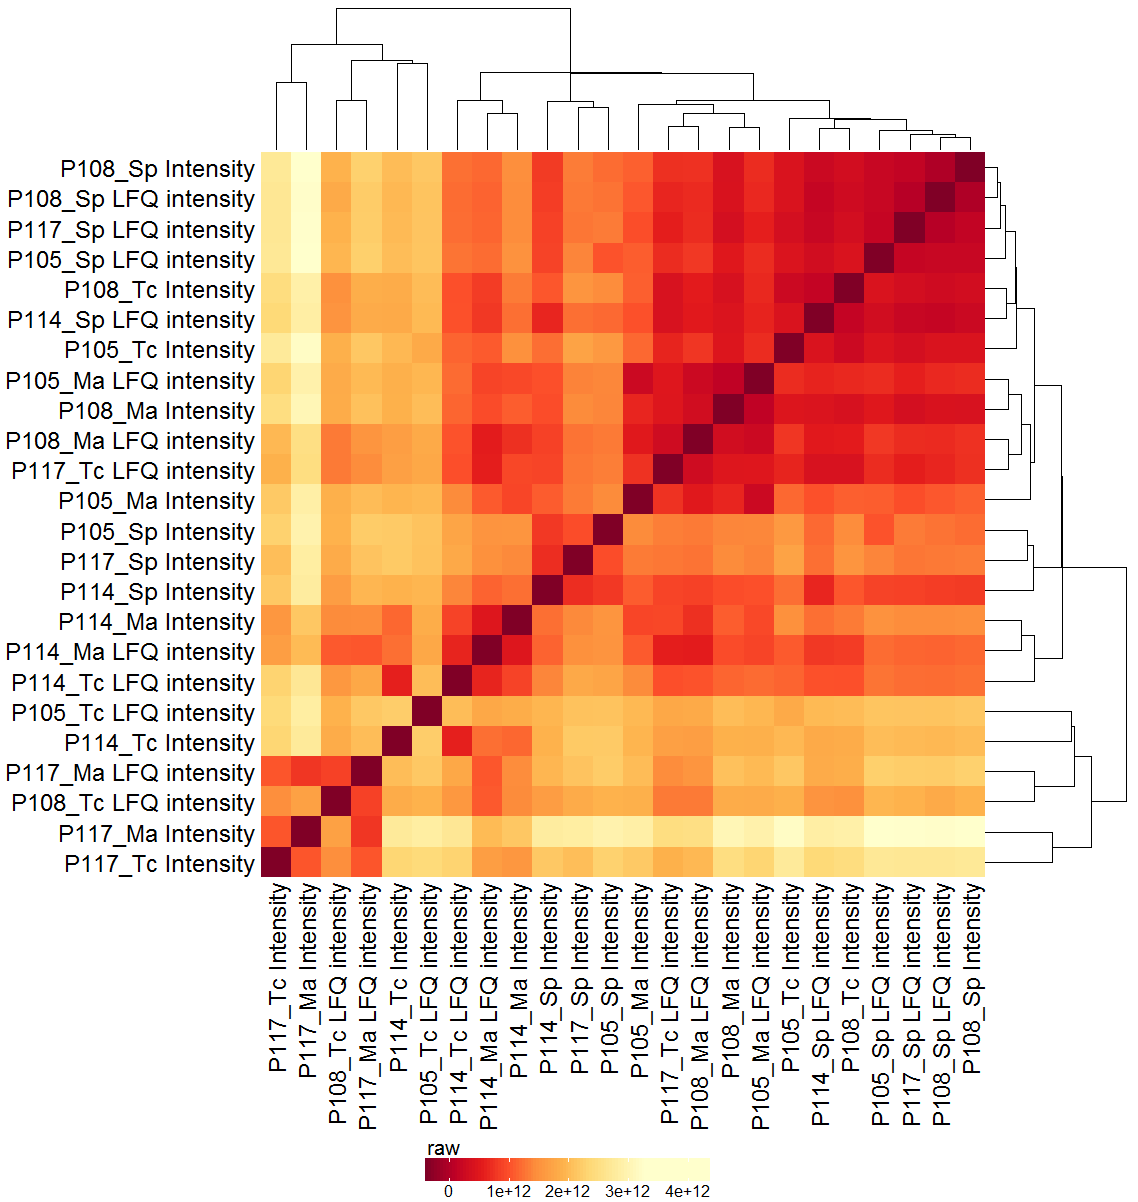 P108_Sp Intensity
P108_Sp LFQ intensity
P117_Sp LFQ intensity
P105_Sp LFQ intensity
P108_Tc Intensity
P114_Sp LFQ intensity
P105_Tc Intensity
P105_Ma LFQ intensity
P108_Ma Intensity
P108_Ma LFQ intensity
P117_Tc LFQ intensity
P105_Ma Intensity
P105_Sp Intensity
P117_Sp Intensity
P114_Sp Intensity
P114_Ma Intensity
P114_Ma LFQ intensity
P114_Tc LFQ intensity
P105_Tc LFQ intensity
P114_Tc Intensity
P117_Ma LFQ intensity
P108_Tc LFQ intensity
P117_Ma Intensity
P117_Tc Intensity
P117_Tc Intensity
P117_Ma Intensity
P108_Tc LFQ intensity
P117_Ma LFQ intensity
P114_Tc Intensity
P105_Tc LFQ intensity
P114_Tc LFQ intensity
P114_Ma LFQ intensity
P114_Ma Intensity
P114_Sp Intensity
P117_Sp Intensity
P105_Sp Intensity
P105_Ma Intensity
P117_Tc LFQ intensity
P108_Ma LFQ intensity
P108_Ma Intensity
P105_Ma LFQ intensity
P105_Tc Intensity
P114_Sp LFQ intensity
P108_Tc Intensity
P105_Sp LFQ intensity
P117_Sp LFQ intensity
P108_Sp LFQ intensity
P108_Sp Intensity
raw
0 1e+12 2e+12 3e+12 4e+12